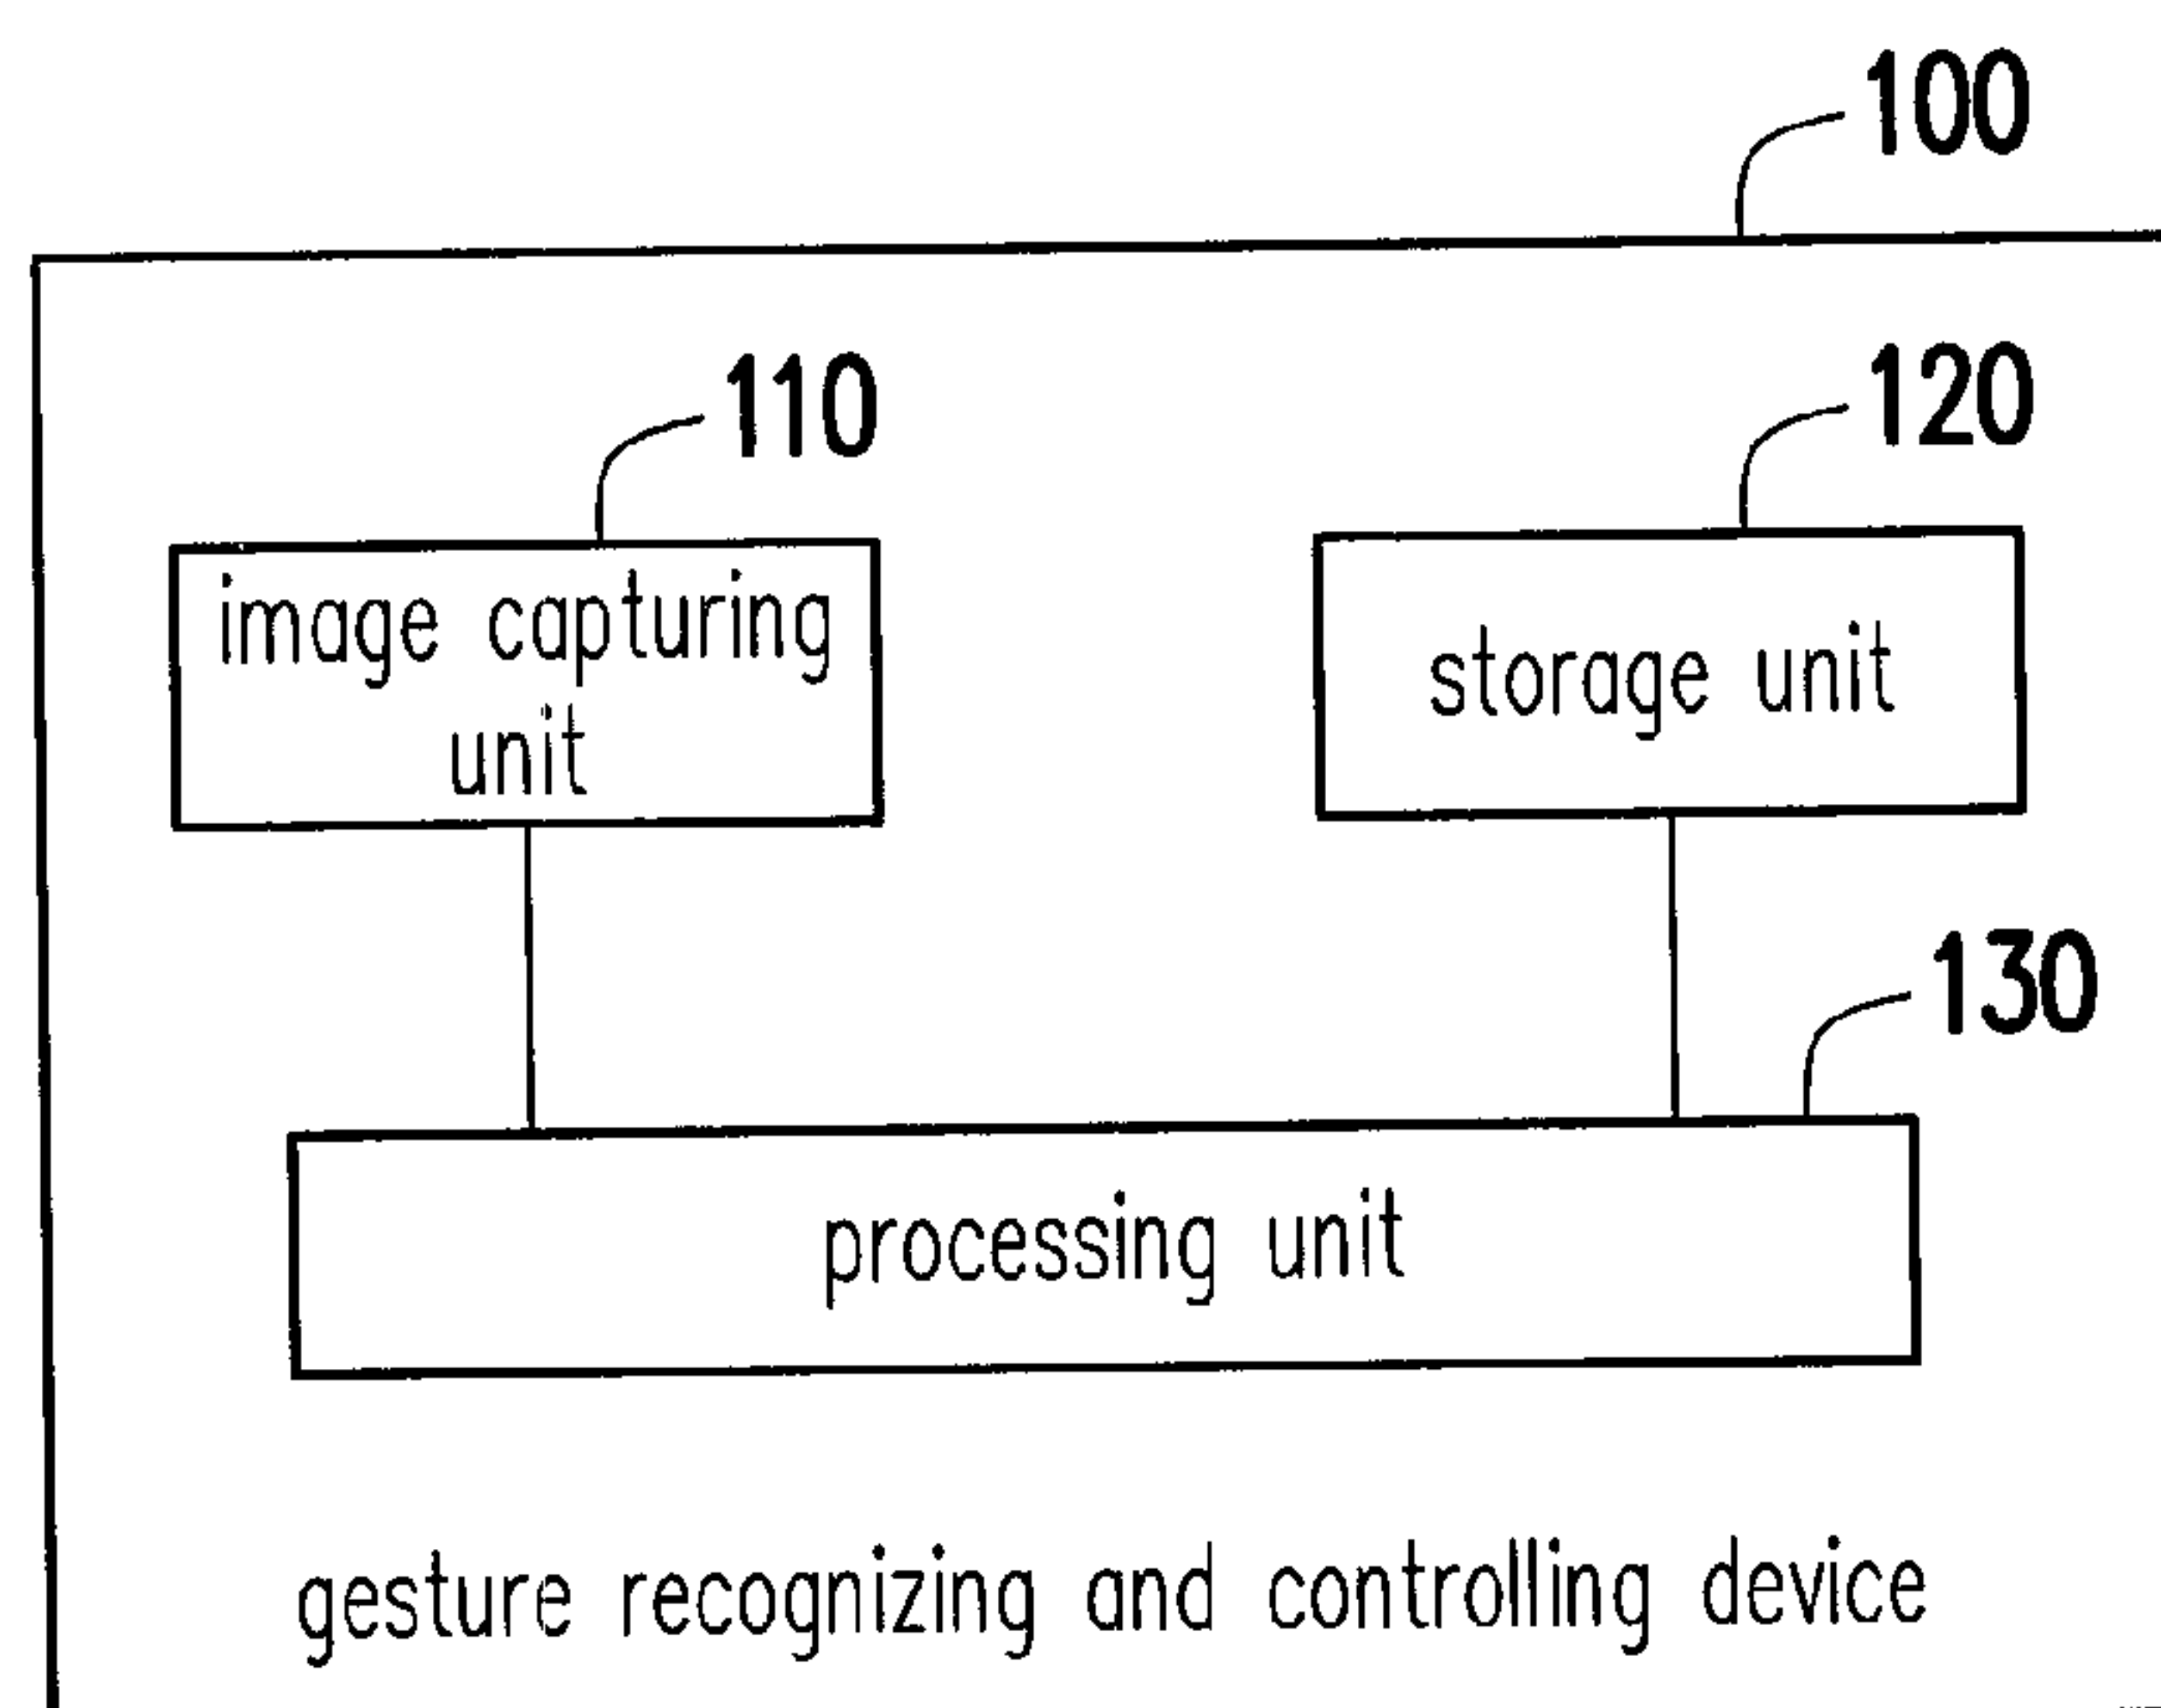 100
110
120
image capturing
unit
storage unit
130
processing unit
gesture recognizing and controlling device